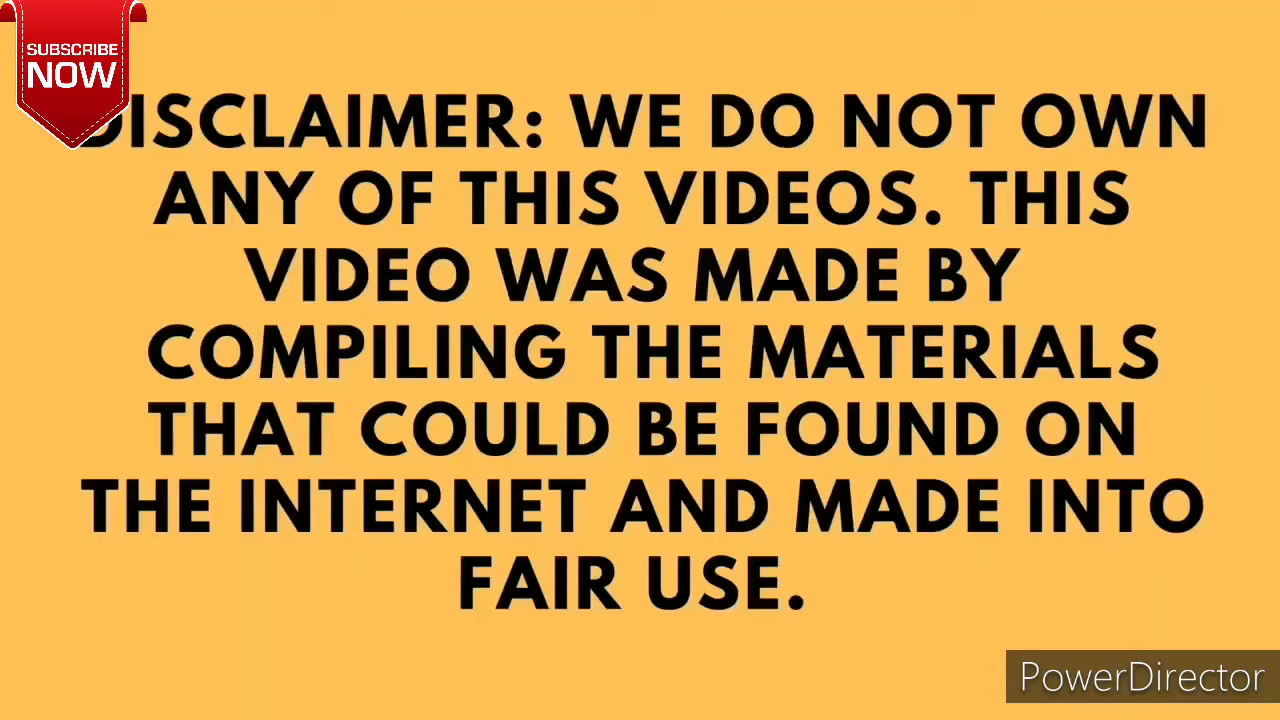 SUBSCRIBE
NOW
DISCLAIMER: WE DO NOT OWN
ANY OF THIS VIDEOS. THIS
VIDEO WAS MADE BY
COMPILING THE MATERIALS
THAT COULD BE FOUND ON
THE INTERNET AND MADE INTO
FAIR USE.
PowerDirector